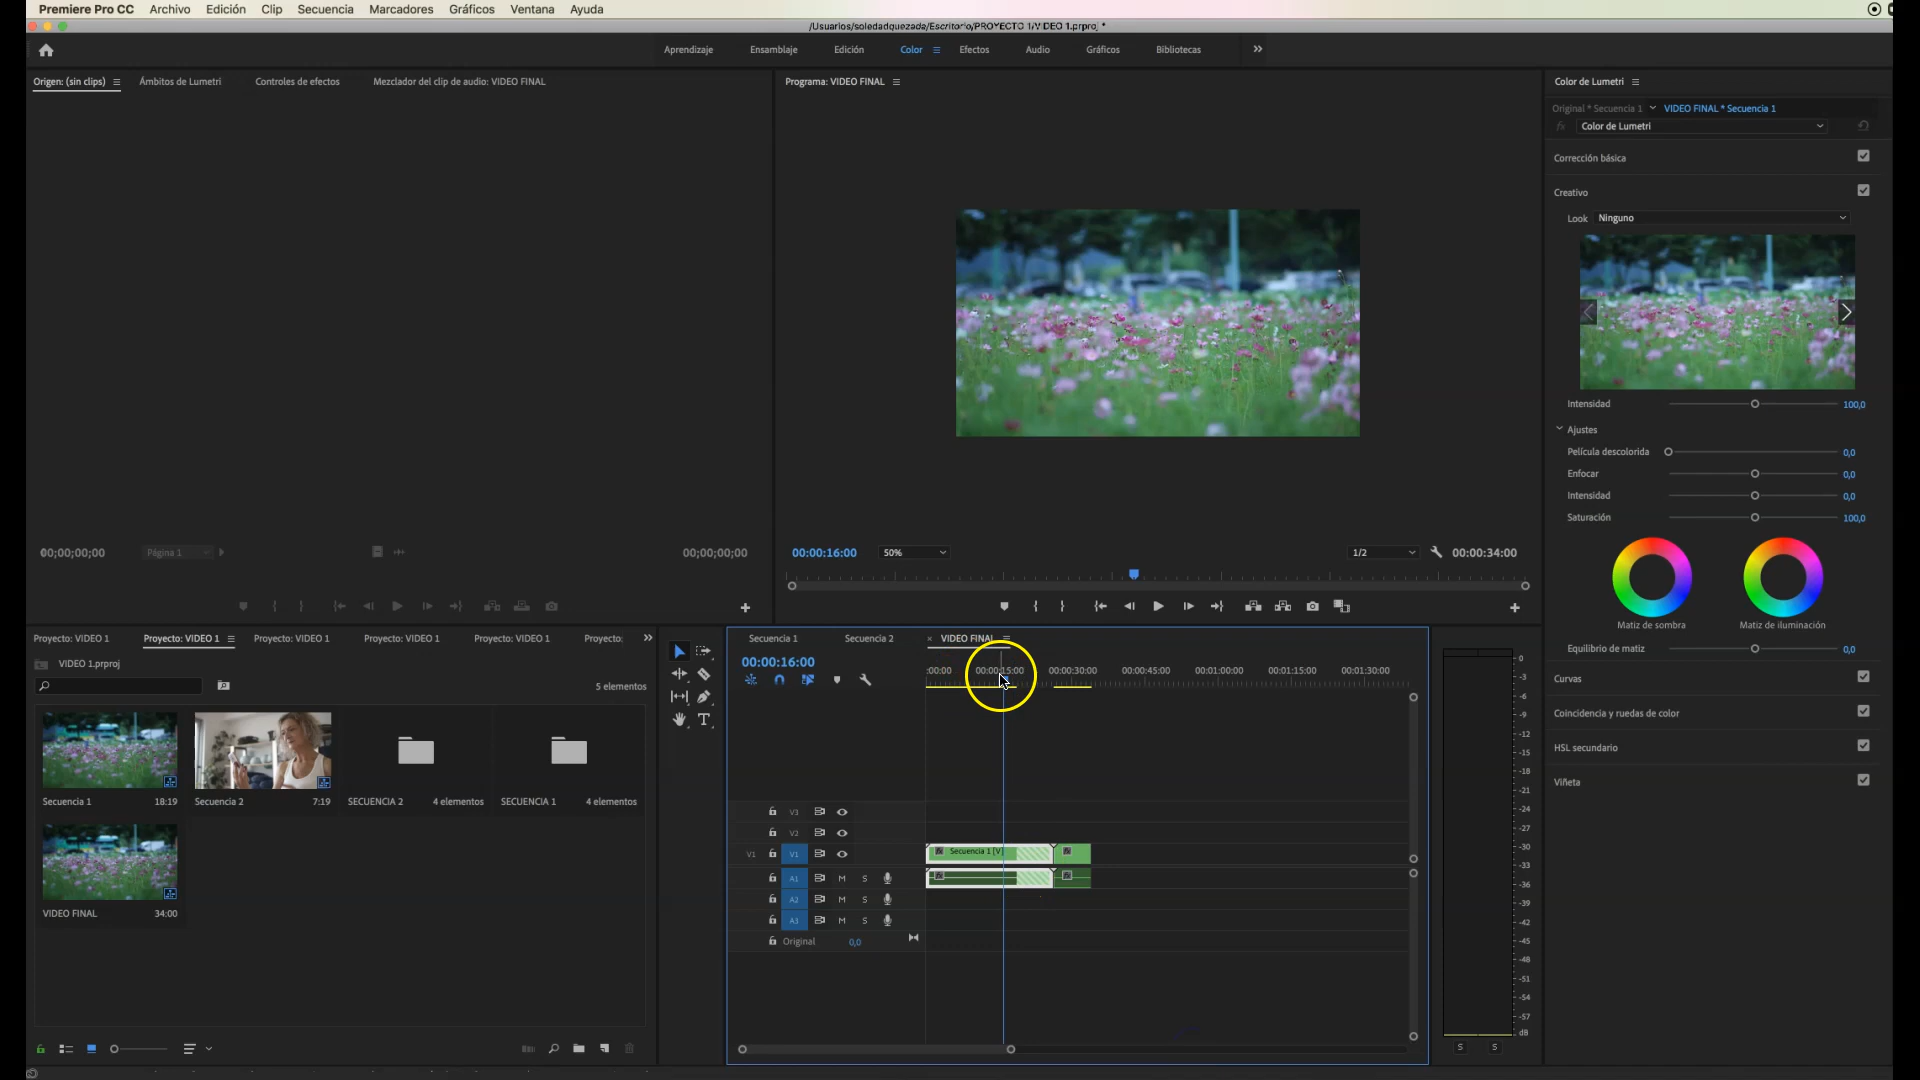 Premiere Pro CC Archivo Edición Clip Secuencia Marcadores Gráficos Ventana Ayuda
/Usuarios/soledadquezada/Escritorio/PROYECTO 1/VIDEO 1.prproj *
Aprendizaje Ensamblaje Edición Color Efectos Audio Gráficos Bibliotecas
Origen: (sin clips) Ámbitos de Lumetri Controles de efectos Mezclador del clip de audio: VIDEO FINAL
Programa: VIDEO FINAL
Color de Lumetri
Original * Secuencia 1 VIDEO FINAL * Secuencia 1
fx Color de Lumetri
Corrección básica
Creativo
Look Ninguno
Intensidad 100,0
Ajustes
Película descolorida 0,0
Enfocar 0,0
Intensidad 0,0
Saturación 100,0
Matiz de sombra Matiz de iluminación
Equilibrio de matiz 0,0
Curvas
Coincidencia y ruedas de color
HSL secundario
Viñeta
00;00;00;00 Página 1 00;00;00;00
00:00:16:00 50% 1/2 00:00:34:00
Proyecto: VIDEO 1 Proyecto: VIDEO 1 Proyecto: VIDEO 1 Proyecto: VIDEO 1 Proyecto: VIDEO 1 Proyecto:
VIDEO 1.prproj
5 elementos
Secuencia 1 18:19 Secuencia 2 7:19 SECUENCIA 2 4 elementos SECUENCIA 1 4 elementos
VIDEO FINAL 34:00
T
Secuencia 1 Secuencia 2 × VIDEO FINAL
00:00:16:00
:00:00 00:00:15:00 00:00:30:00 00:00:45:00 00:01:00:00 00:01:15:00 00:01:30:00
V3
V2
V1 V1 fx Secuencia 1 [V] fx
A1 M S fx fx
A2 M S
A3 M S
Original 0,0
0
-3
-6
-9
-12
-15
-18
-21
-24
-27
-30
-33
-36
-39
-42
-45
-48
-51
-54
-57
dB
S S